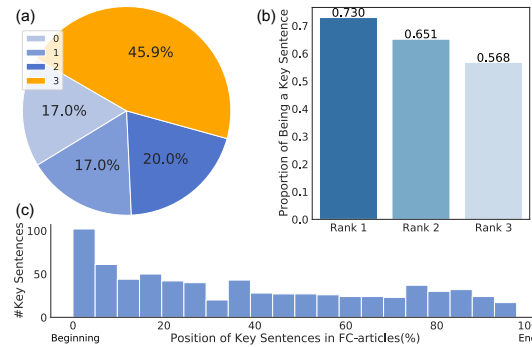 (a)
0
1
2
3
45.9%
17.0%
17.0%
20.0%
(b)
Proportion of Being a Key Sentence
0.7
0.6
0.5
0.4
0.3
0.2
0.1
0.0
0.730
0.651
0.568
Rank 1
Rank 2
Rank 3
(c)
#Key Sentences
100
50
0
0
20
40
60
80
Beginning
Position of Key Sentences in FC-articles(%)